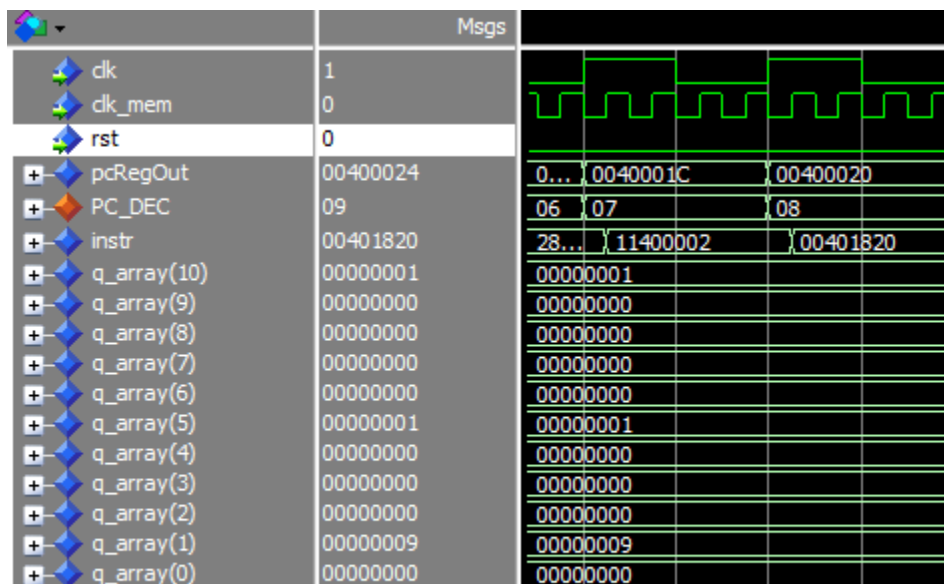 Msgs
clk 1
clk_mem 0
rst 0
pcRegOut 00400024 0... 0040001C 00400020
PC_DEC 09 06 07 08
instr 00401820 28... 11400002 00401820
q_array(10) 00000001 00000001
q_array(9) 00000000 00000000
q_array(8) 00000000 00000000
q_array(7) 00000000 00000000
q_array(6) 00000000 00000000
q_array(5) 00000001 00000001
q_array(4) 00000000 00000000
q_array(3) 00000000 00000000
q_array(2) 00000000 00000000
q_array(1) 00000009 00000009
q_array(0) 00000000 00000000